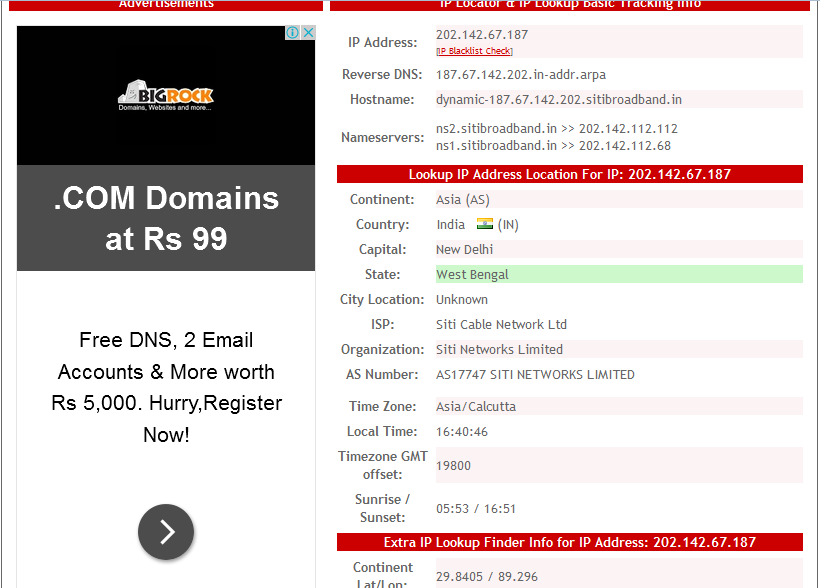 Advertisements
BIGROCK
Domains, Websites and more...
.COM Domains
at Rs 99
Free DNS, 2 Email
Accounts & More worth
Rs 5,000. Hurry,Register
Now!
IP Locator & IP Lookup Basic Tracking Info
IP Address: 202.142.67.187
[IP Blacklist Check]
Reverse DNS: 187.67.142.202.in-addr.arpa
Hostname: dynamic-187.67.142.202.sitibroadband.in
Nameservers: ns2.sitibroadband.in >> 202.142.112.112
ns1.sitibroadband.in >> 202.142.112.68
Lookup IP Address Location For IP: 202.142.67.187
Continent: Asia (AS)
Country: India (IN)
Capital: New Delhi
State: West Bengal
City Location: Unknown
ISP: Siti Cable Network Ltd
Organization: Siti Networks Limited
AS Number: AS17747 SITI NETWORKS LIMITED
Time Zone: Asia/Calcutta
Local Time: 16:40:46
Timezone GMT
offset: 19800
Sunrise /
Sunset: 05:53 / 16:51
Extra IP Lookup Finder Info for IP Address: 202.142.67.187
Continent
Lat/Lon: 29.8405 / 89.296